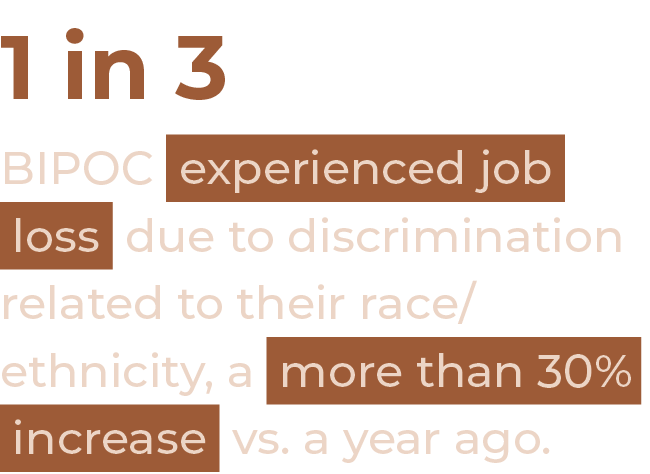 1 in 3
BIPOC experienced job
loss due to discrimination
related to their race/
ethnicity, a more than 30%
increase vs. a year ago.